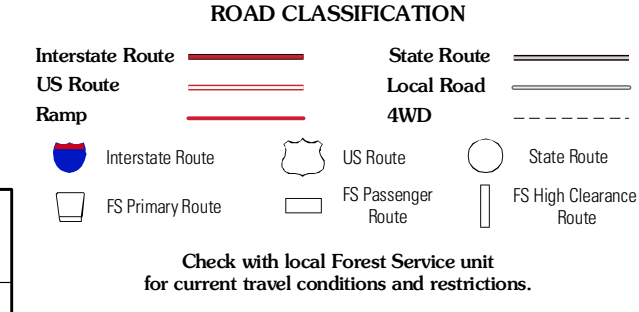 ROAD CLASSIFICATION
Interstate Route
State Route
US Route
Local Road
Ramp
4WD
Interstate Route
US Route
State Route
FS Primary Route
FS Passenger
Route
FS High Clearance
Route
Check with local Forest Service unit
for current travel conditions and restrictions.